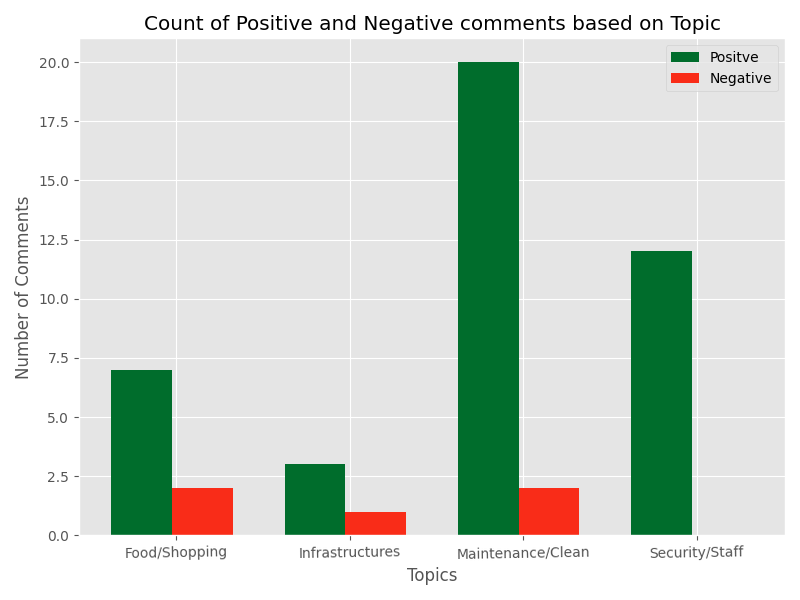 Count of Positive and Negative comments based on Topic
Positve
Negative
20.0
17.5
15.0
12.5
10.0
7.5
5.0
2.5
0.0
Number of Comments
Food/Shopping
Infrastructures
Maintenance/Clean
Security/Staff
Topics